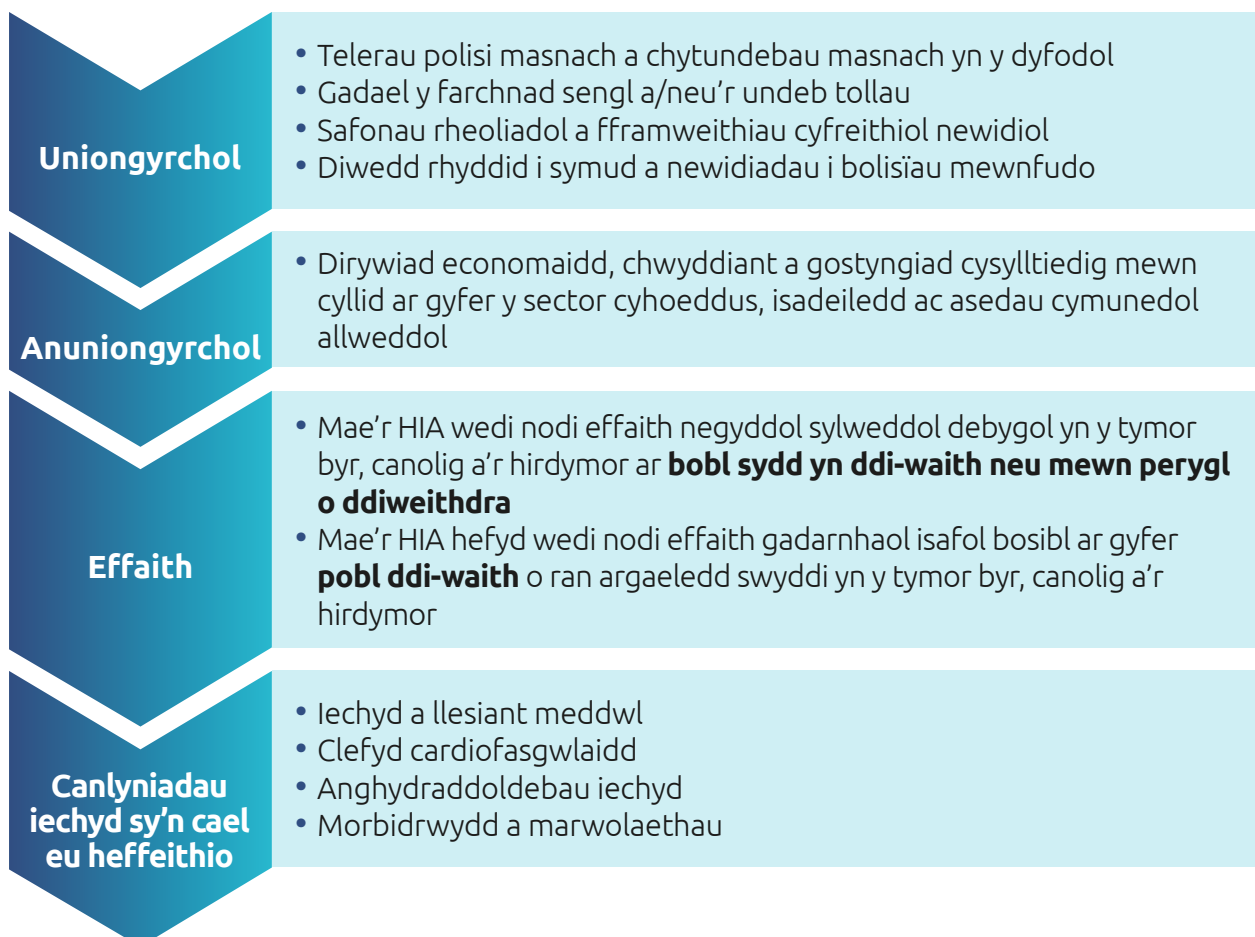 Uniongyrchol
• Telerau polisi masnach a chytundebau masnach yn y dyfodol
• Gadael y farchnad sengl a/neu'r undeb tollau
• Safonau rheoliadol a fframweithiau cyfreithiol newidiol
• Diwedd rhyddid i symud a newidiadau i bolisïau mewnfudo
Anuniongyrchol
• Dirywiad economaidd, chwyddiant a gostyngiad cysylltiedig mewn
cyllid ar gyfer y sector cyhoeddus, isadeiledd ac asedau cymunedol
allweddol
Effaith
• Mae'r HIA wedi nodi effaith negyddol sylweddol debygol yn y tymor
byr, canolig a'r hirdymor ar bobl sydd yn ddi-waith neu mewn perygl
o ddiweithdra
• Mae'r HIA hefyd wedi nodi effaith gadarnhaol isafol bosibl ar gyfer
pobl ddi-waith o ran argaeledd swyddi yn y tymor byr, canolig a'r
hirdymor
Canlyniadau
iechyd sy'n cael
eu heffeithio
• Iechyd a llesiant meddwl
• Clefyd cardiofasgwlaidd
• Anghydraddoldebau iechyd
• Morbidrwydd a marwolaethau